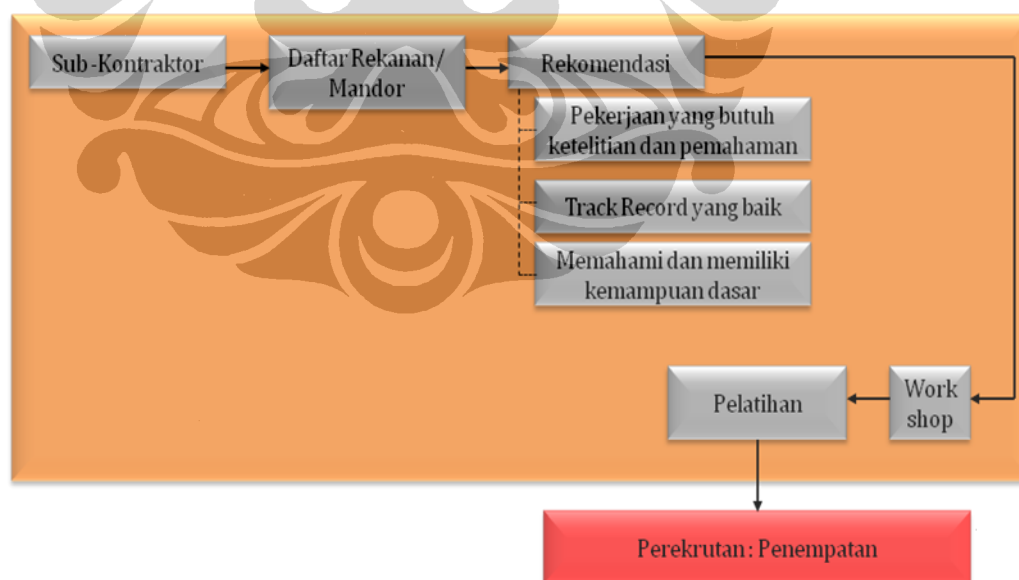 Sub-Kontraktor
Daftar Rekanan/
Mandor
Rekomendasi
Pekerjaan yang butuh
ketelitian dan pemahaman
Track Record yang baik
Memahami dan memiliki
kemampuan dasar
Pelatihan
Work
shop
Perekrutan : Penempatan